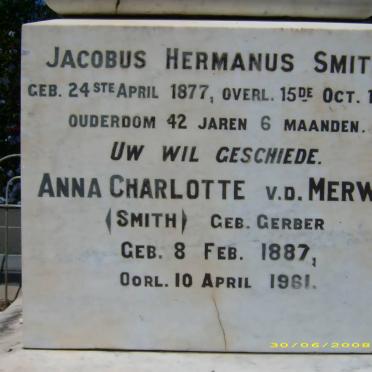 JACOBUS HERMANUS SMIT
GEB. 24STE APRIL 1877, OVERL. 15DE OCT. 1
OUDERDOM 42 JAREN 6 MAANDEN.
UW WIL GESCHIEDE.
ANNA CHARLOTTE V.D. MERW
(SMITH) GEB. GERBER
GEB. 8 FEB. 1887,
OORL. 10 APRIL 1961.
30/06/2008